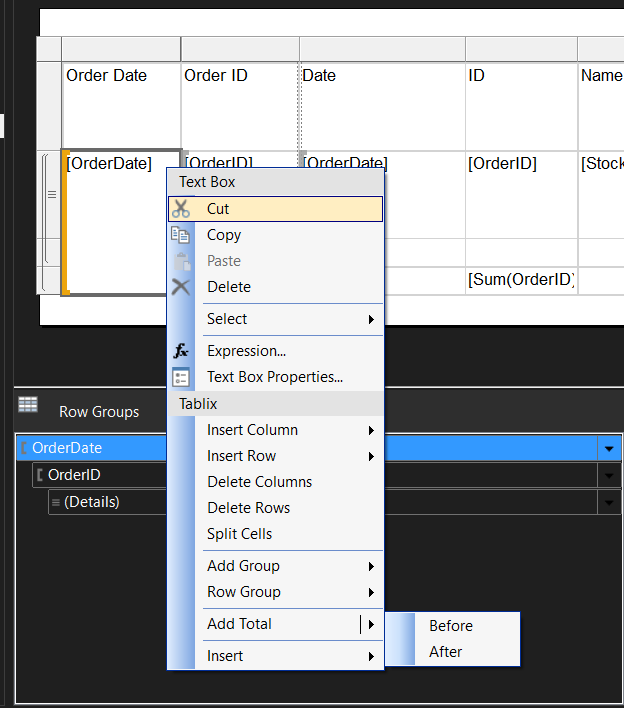 Order Date Order ID Date ID Name
[OrderDate] [OrderID] [OrderDate] [OrderID] [Stock
[Sum(OrderID)
Text Box
Cut
Copy
Paste
Delete
Select
Expression...
Text Box Properties...
Tablix
Insert Column
Insert Row
Delete Columns
Delete Rows
Split Cells
Add Group
Row Group
Add Total
Before
After
Insert
Row Groups
OrderDate
OrderID
(Details)